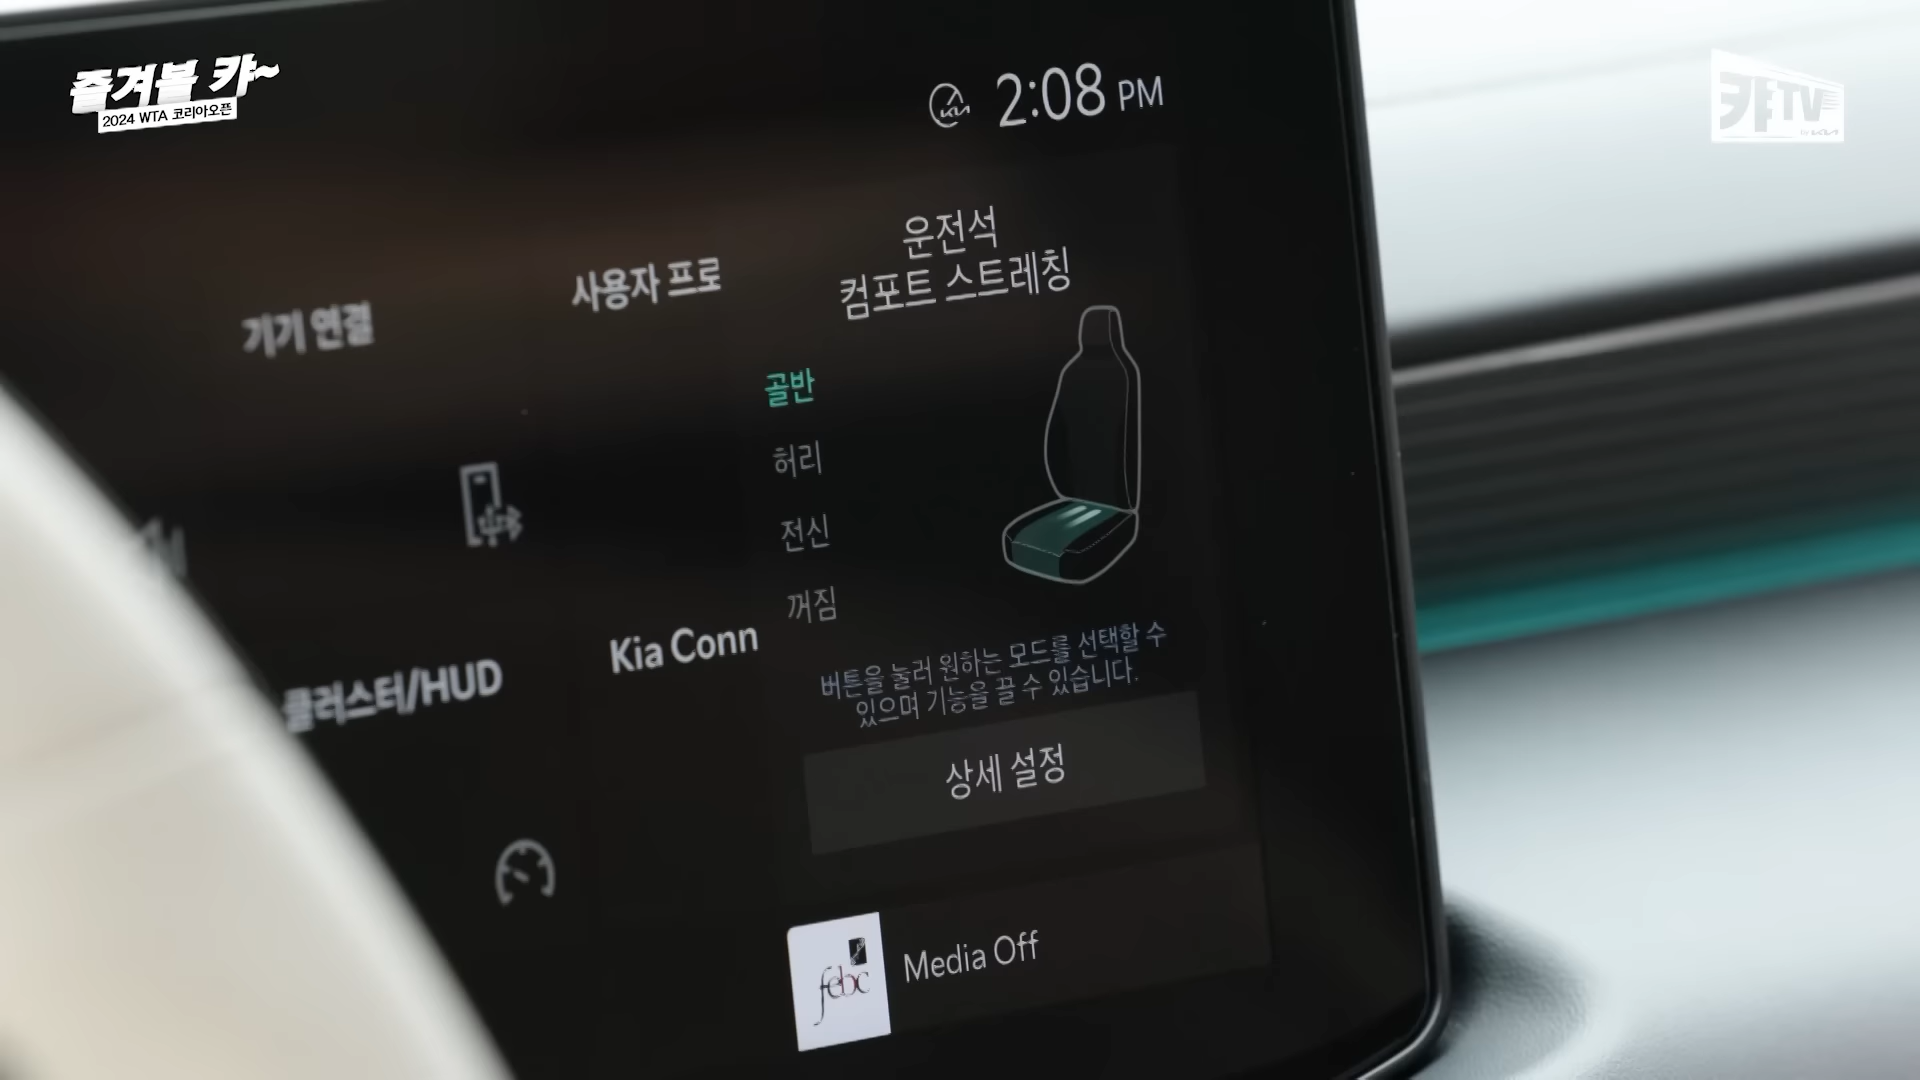 즐겨볼 캬~
2024 WTA 코리아오픈
캬TV
by KIA
2:08 PM
운전석
컴포트 스트레칭
기기 연결
사용자 프로
골반
허리
전신
꺼짐
클러스터/HUD
Kia Conn
버튼을 눌러 원하는 모드를 선택할 수
있으며 기능을 끌 수 있습니다.
상세 설정
febc
Media Off